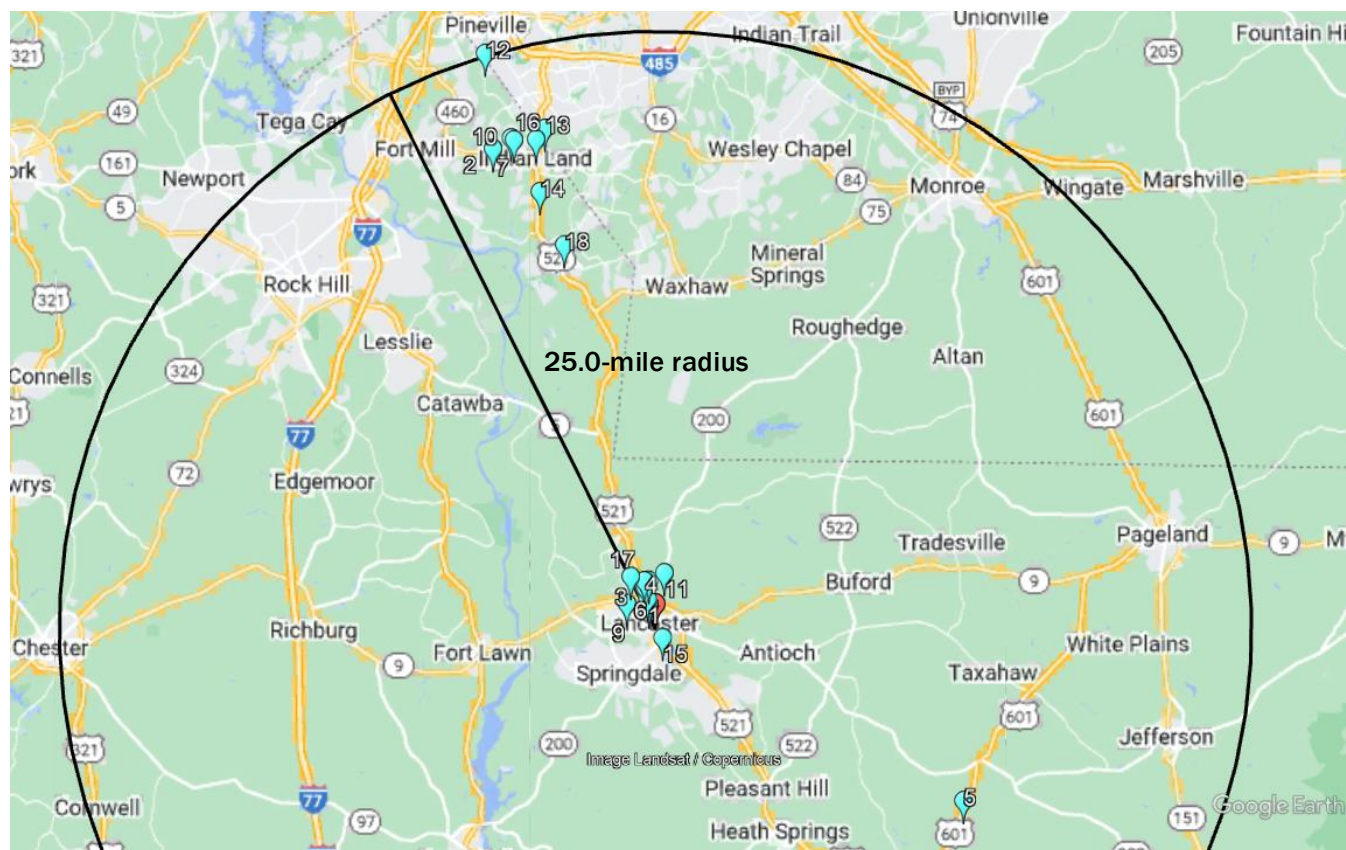 Pineville
Unionville
Indian Trail
Fountain Hi
321
12
485
205
BYP
74
49
460
16
Tega Cay
10
16
13
Fort Mill
Indian Land
Wesley Chapel
161
ork
2
7
Newport
84
Monroe
Marshville
Wingate
14
5
75
77
18
Mineral
Springs
Rock Hill
Waxhaw
601
321
Roughedge
Lesslie
Altan
25.0-mile radius
324
Connells
21
Catawba
200
601
5
77
72
wrys
Edgemoor
521
522
Pageland
Tradesville
9
17
4
11
Buford
9
3
6
1
Lancaster
9
Richburg
Chester
Fort Lawn
15
Antioch
White Plains
9
Springdale
Taxahaw
601
521
321
200
522
Jefferson
Image Landsat / Copernicus
Pleasant Hill
77
Cornwell
5
97
Heath Springs
601
151
Google Earth